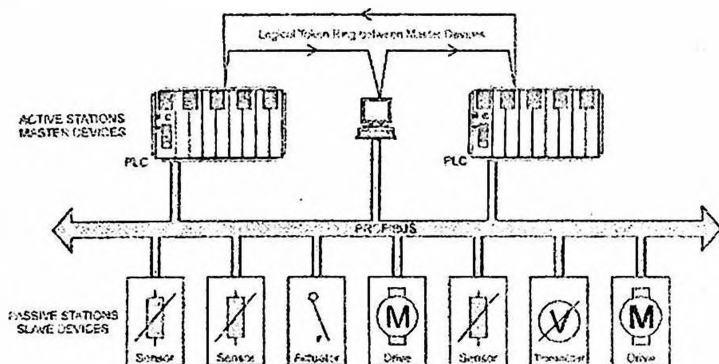 Logical Token Ring between Master Devices
ACTIVE STATIONS
MASTER DEVICES
PLC
PLC
PROFIBUS
PASSIVE STATIONS
SLAVE DEVICES
M
V
M
Sensor
Sensor
Actuator
Drive
Sensor
Drive